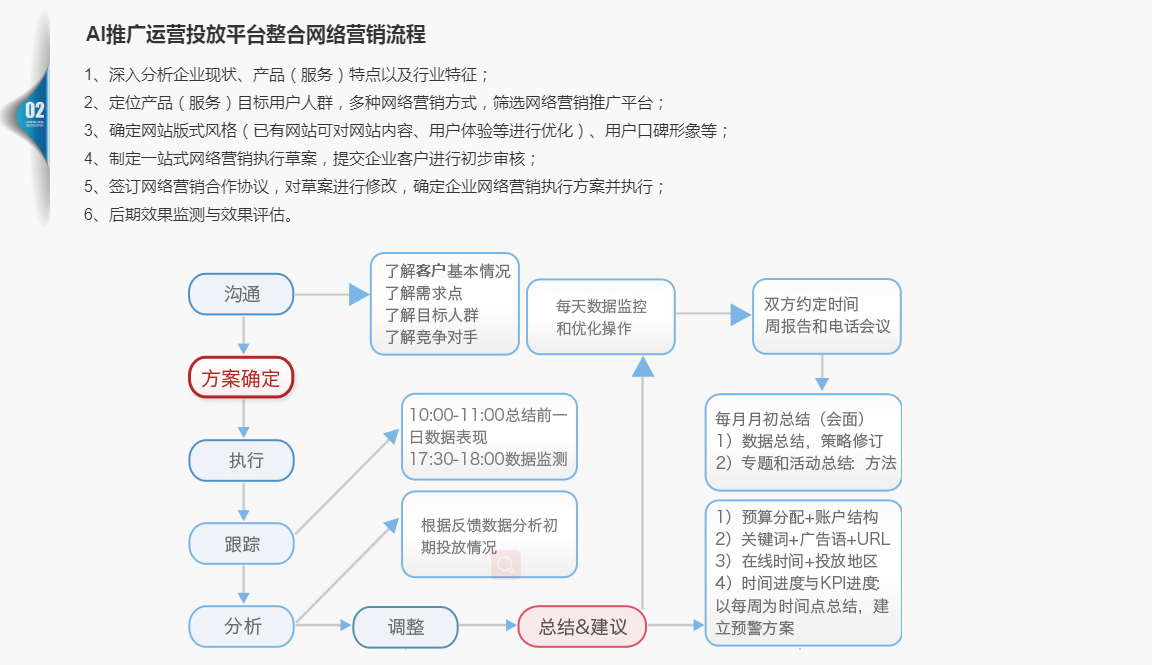 AI推广运营投放平台整合网络营销流程
02
1、深入分析企业现状、产品（服务）特点以及行业特征；
2、定位产品（服务）目标用户人群，多种网络营销方式，筛选网络营销推广平台；
3、确定网站版式风格（已有网站可对网站内容、用户体验等进行优化）、用户口碑形象等；
4、制定一站式网络营销执行草案，提交企业客户进行初步审核；
5、签订网络营销合作协议，对草案进行修改，确定企业网络营销执行方案并执行；
6、后期效果监测与效果评估。
沟通
了解客户基本情况
了解需求点
了解目标人群
了解竞争对手
每天数据监控
和优化操作
双方约定时间
周报告和电话会议
方案确定
10:00-11:00总结前一
日数据表现
17:30-18:00数据监测
每月月初总结（会面）
1）数据总结，策略修订
2）专题和活动总结：方法
执行
跟踪
根据反馈数据分析初
期投放情况
1）预算分配+账户结构
2）关键词+广告语+URL
3）在线时间+投放地区
4）时间进度与KPI进度:
以每周为时间点总结，建
立预警方案
分析
调整
总结&建议